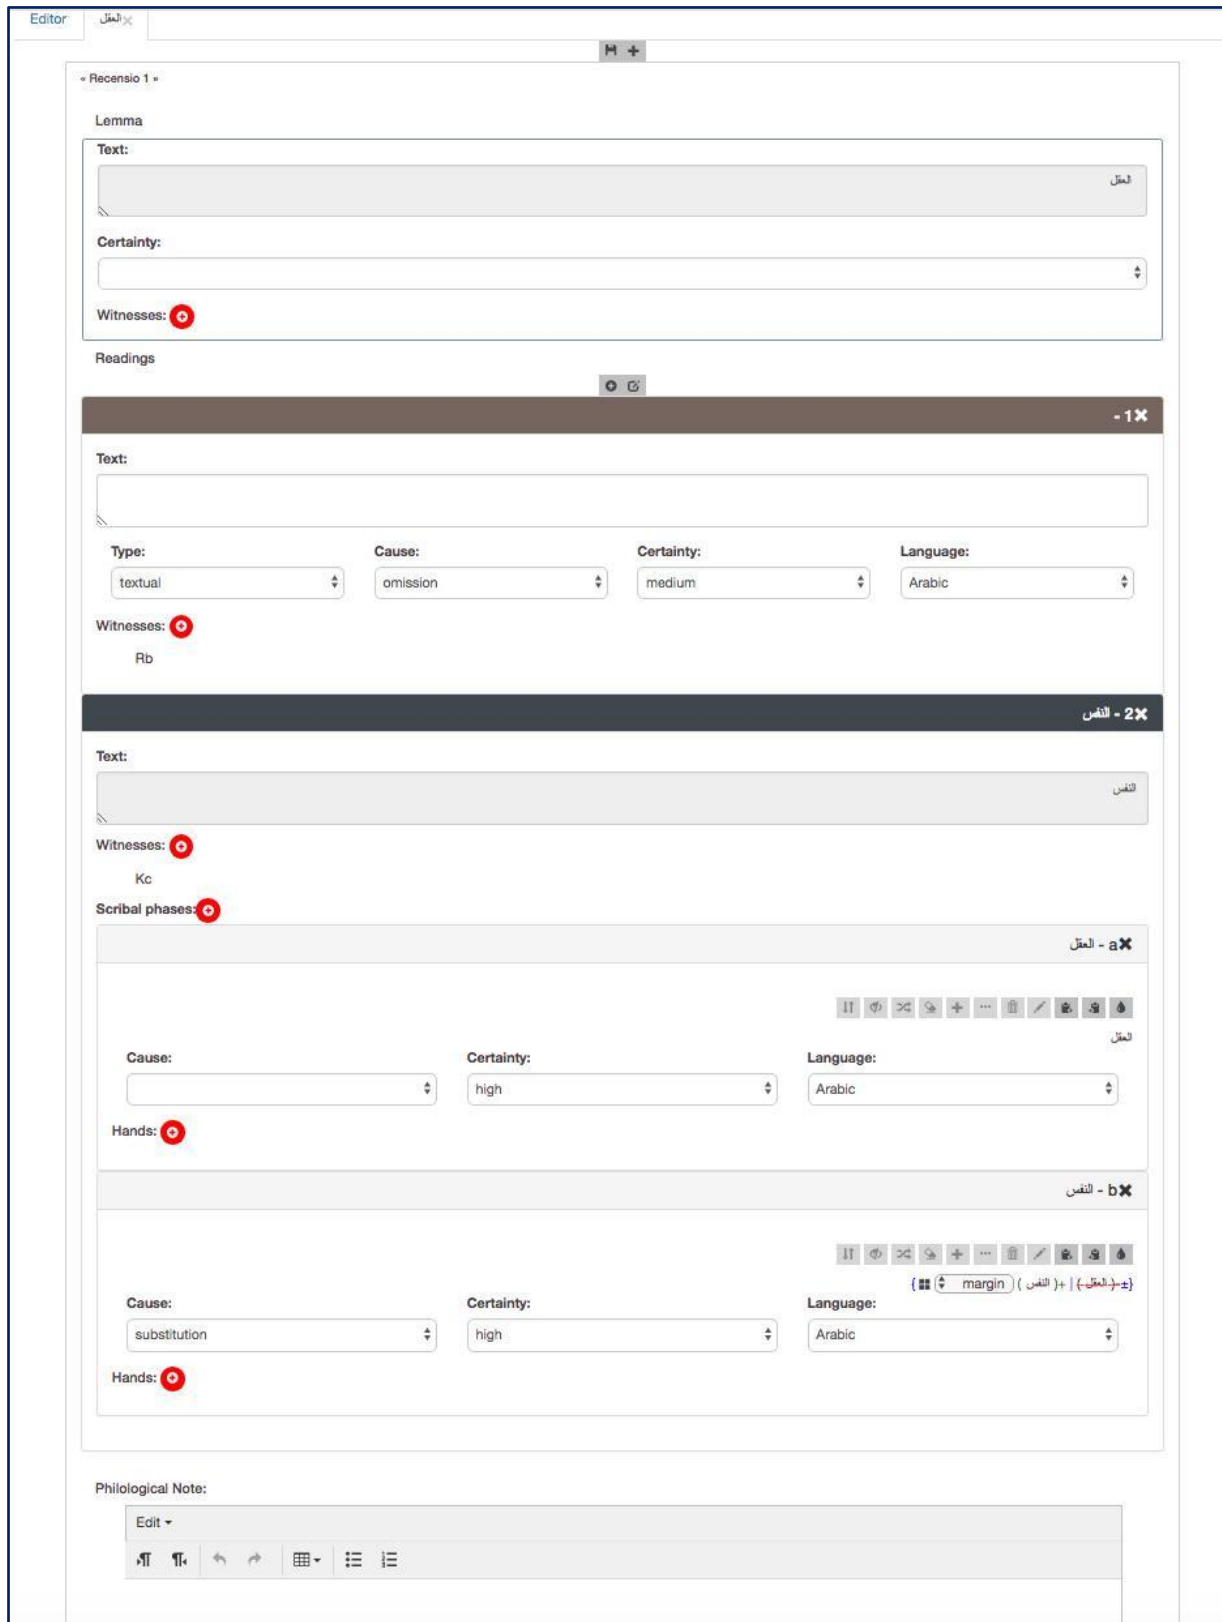 Editor العقل
« Recensio 1 »
Lemma
Text:
العقل
Certainty:
Witnesses:
Readings
- 1
Text:
Type: Cause: Certainty: Language:
textual omission medium Arabic
Witnesses:
Rb
2 - النفس
Text:
النفس
Witnesses:
Kc
Scribal phases:
a - العقل
العقل
Cause: Certainty: Language:
high Arabic
Hands:
b - النفس
{±-( العقل )-| +( النفس ) ( margin ) }
Cause: Certainty: Language:
substitution high Arabic
Hands:
Philological Note:
Edit